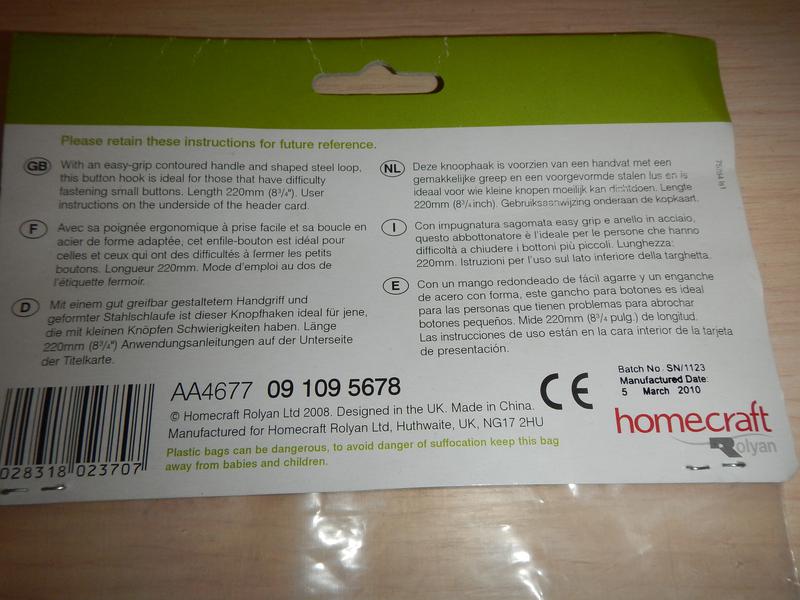 Please retain these instructions for future reference.
GB
With an easy-grip contoured handle and shaped steel loop,
this button hook is ideal for those that have difficulty
fastening small buttons. Length 220mm (8³/₄"). User
instructions on the underside of the header card.
F
Avec sa poignée ergonomique à prise facile et sa boucle en
acier de forme adaptée, cet enfile-bouton est idéal pour
celles et ceux qui ont des difficultés à fermer les petits
boutons. Longueur 220mm. Mode d'emploi au dos de
l'étiquette fermoir.
D
Mit einem gut greifbar gestaltetem Handgriff und
geformter Stahlschlaufe ist dieser Knopfhaken ideal für jene,
die mit kleinen Knöpfen Schwierigkeiten haben. Länge
220mm (8³/₄") Anwendungsanleitungen auf der Unterseite
der Titelkarte.
NL
Deze knoophaak is voorzien van een handvat met een
gemakkelijke greep en een voorgevormde stalen lus en is
ideaal voor wie kleine knopen moeilijk kan dichtdoen. Lengte
220mm (8³/₄ inch). Gebruiksaanwijzing onderaan de kopkaart.
I
Con impugnatura sagomata easy grip e anello in acciaio,
questo abbottonatore è l'ideale per le persone che hanno
difficoltà a chiudere i bottoni più piccoli. Lunghezza:
220mm. Istruzioni per l'uso sul lato inferiore della targhetta.
E
Con un mango redondeado de fácil agarre y un enganche
de acero con forma, este gancho para botones es ideal
para las personas que tienen problemas para abrochar
botones pequeños. Mide 220mm (8³/₄ pulg.) de longitud.
Las instrucciones de uso están en la cara interior de la tarjeta
de presentación.
AA4677 09 109 5678
© Homecraft Rolyan Ltd 2008. Designed in the UK. Made in China.
Manufactured for Homecraft Rolyan Ltd, Huthwaite, UK, NG17 2HU
Plastic bags can be dangerous, to avoid danger of suffocation keep this bag
away from babies and children.
CE
Batch No SN/1123
Manufactured Date:
5 March 2010
homecraft
Rolyan
028318 023707